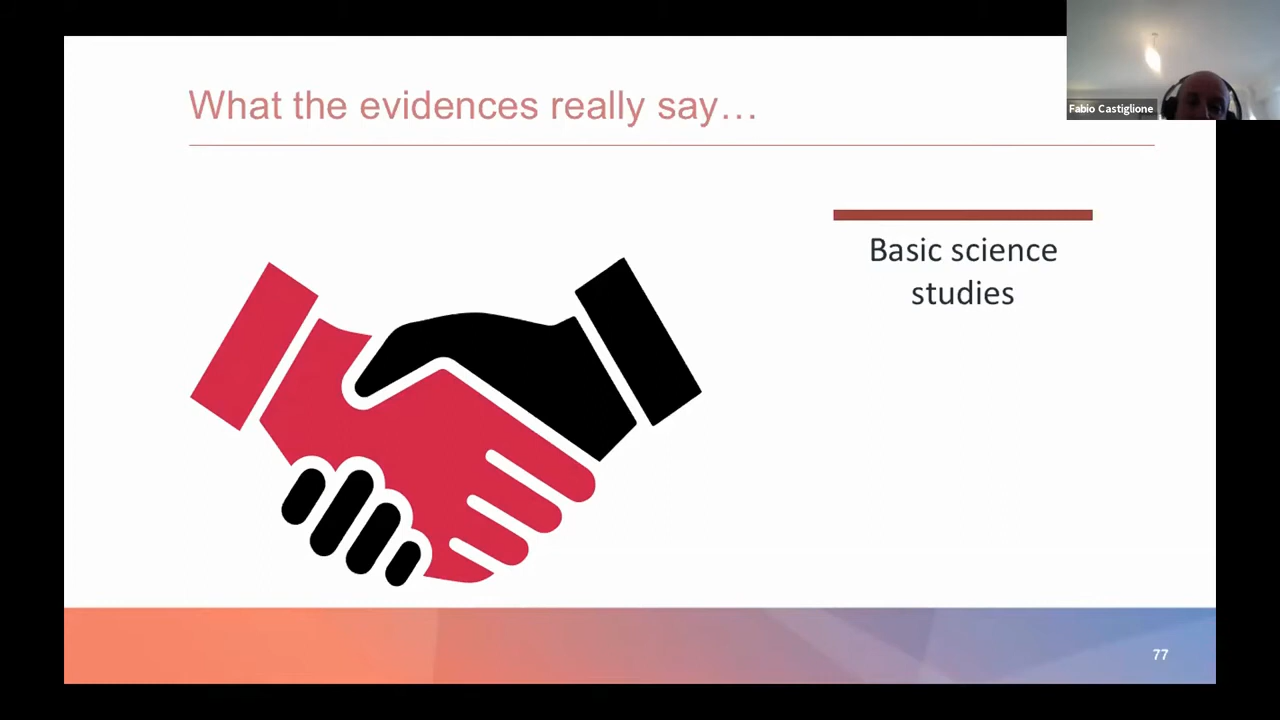 What the evidences really say…
Fabio Castiglione
Basic science
studies
77